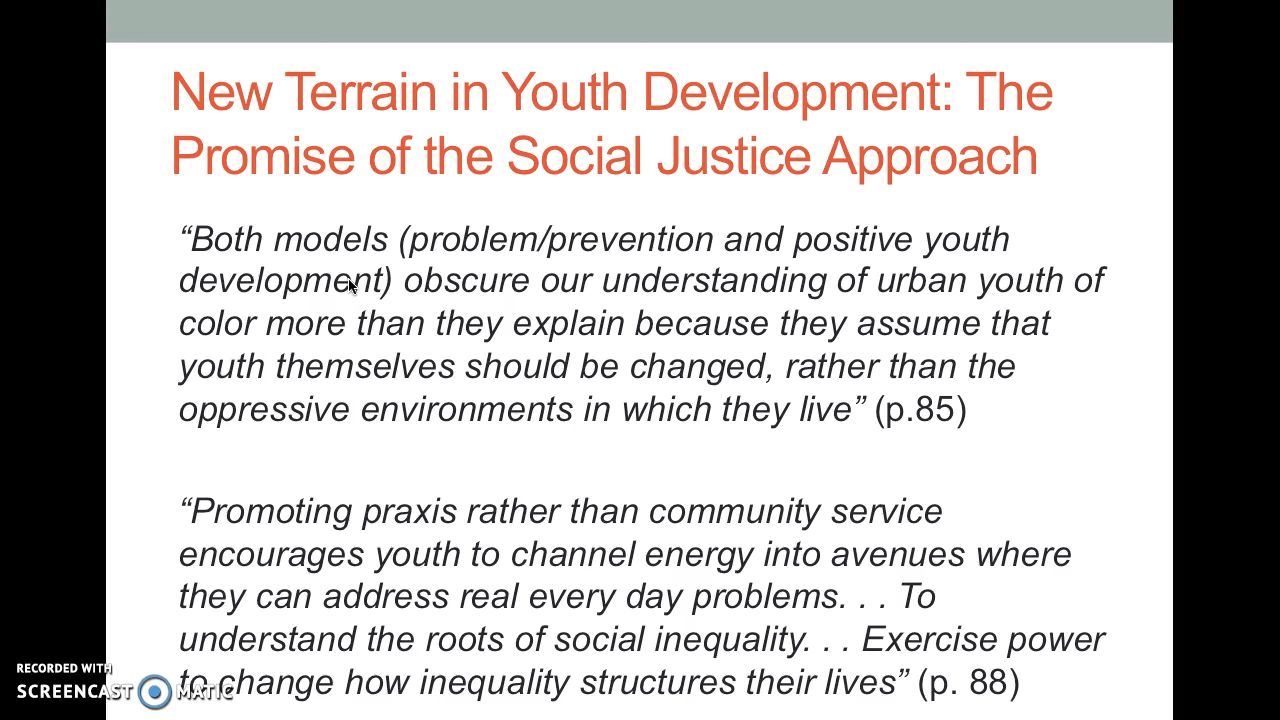 New Terrain in Youth Development: The
Promise of the Social Justice Approach
“Both models (problem/prevention and positive youth
development) obscure our understanding of urban youth of
color more than they explain because they assume that
youth themselves should be changed, rather than the
oppressive environments in which they live” (p.85)
“Promoting praxis rather than community service
encourages youth to channel energy into avenues where
they can address real every day problems. . . To
understand the roots of social inequality. . . Exercise power
to change how inequality structures their lives” (p. 88)
RECORDED WITH
SCREENCAST MATIC